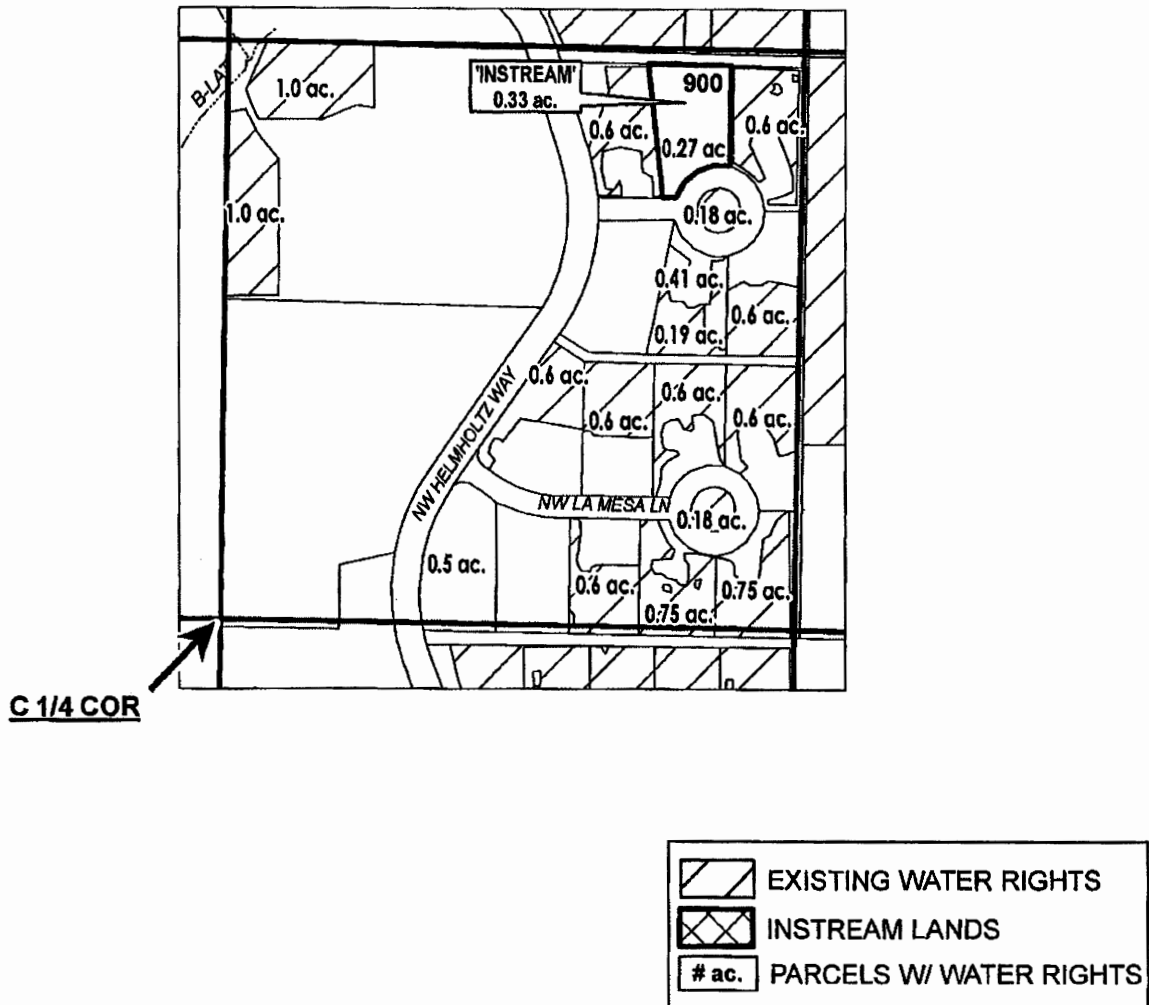 B-LAT
1.0 ac.
'INSTREAM'
0.33 ac.
900
0.6 ac.
0.27 ac
0.6 ac.
1.0 ac.
0.18 ac.
0.41 ac.
0.6 ac.
0.19 ac.
NW HELMHOLTZ WAY
0.6 ac.
0.6 ac.
0.6 ac.
0.6 ac.
NW LA MESA LN
0.18 ac.
0.5 ac.
0.6 ac.
0.75 ac.
0.75 ac.
C 1/4 COR
EXISTING WATER RIGHTS
INSTREAM LANDS
# ac. PARCELS W/ WATER RIGHTS